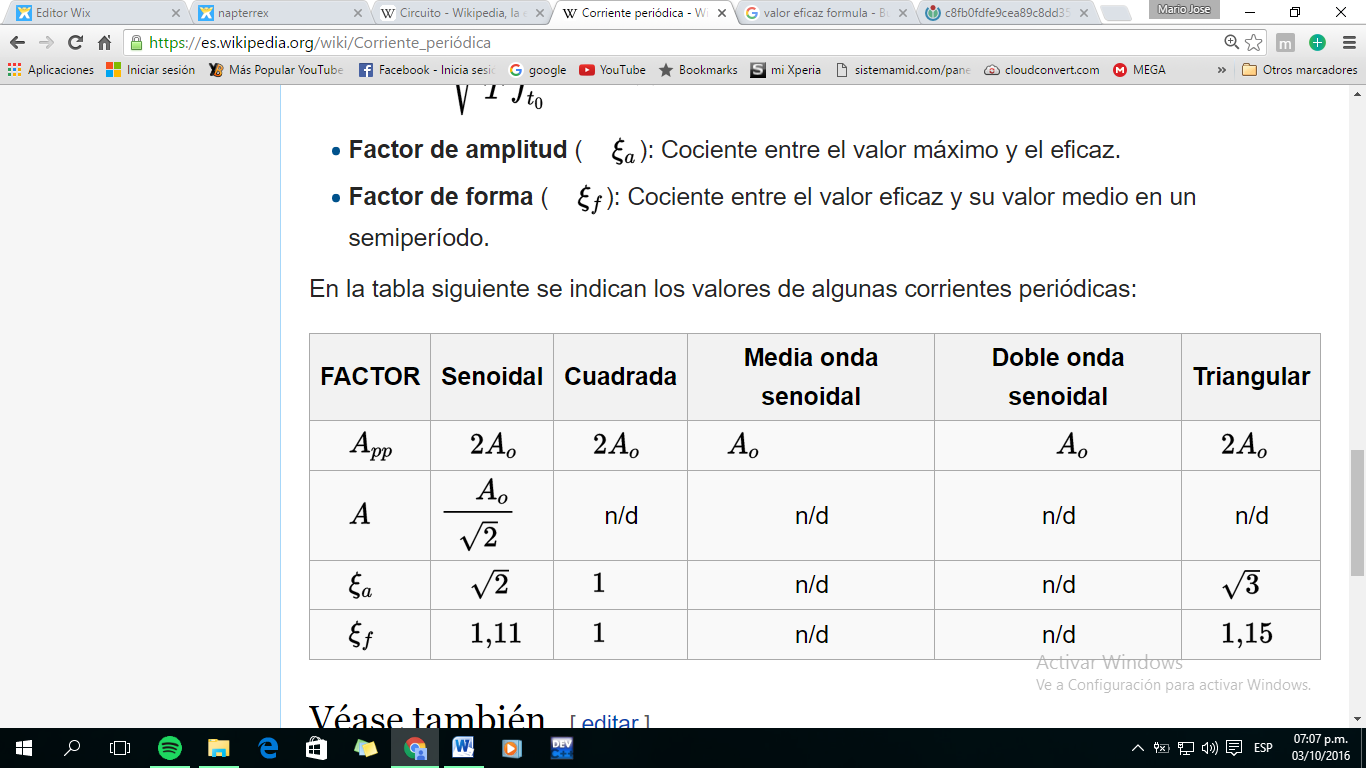 Editor Wix
napterrex
Circuito - Wikipedia, la
Corriente periódica - W
valor eficaz formula - Bu
c8fb0fdfe9cea89c8dd35
Mario Jose
https://es.wikipedia.org/wiki/Corriente_periódica
Aplicaciones
Iniciar sesión
Más Popular YouTube
Facebook - Inicia sesi
google
YouTube
Bookmarks
mi Xperia
sistemamid.com/pane
cloudconvert.com
MEGA
»
Otros marcadores
√ T ∫t₀
• Factor de amplitud ( ξa): Cociente entre el valor máximo y el eficaz.
• Factor de forma ( ξf): Cociente entre el valor eficaz y su valor medio en un
semiperíodo.
En la tabla siguiente se indican los valores de algunas corrientes periódicas:
FACTOR Senoidal Cuadrada Media onda senoidal Doble onda senoidal Triangular
App 2Ao 2Ao Ao Ao 2Ao
A Ao/√2 n/d n/d n/d n/d
ξa √2 1 n/d n/d √3
ξf 1,11 1 n/d n/d 1,15
Activar Windows
Ve a Configuración para activar Windows.
Véase también [ editar ]
DEV
ESP
07:07 p.m.
03/10/2016